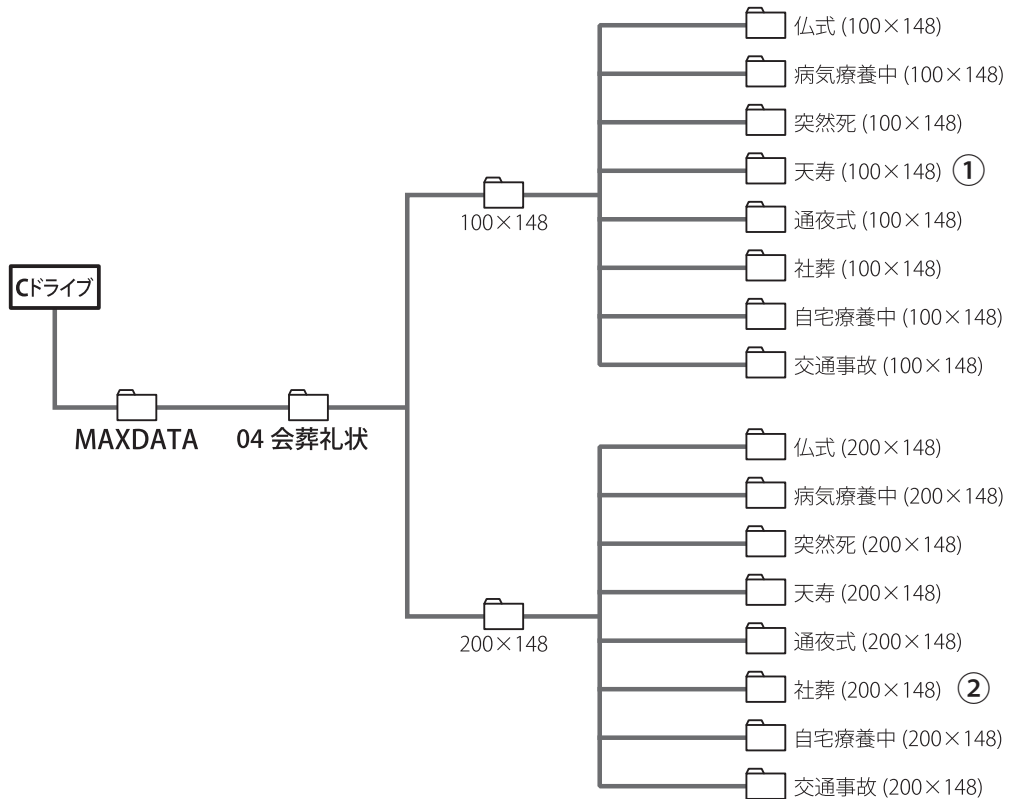 仏式 (100×148)
病気療養中 (100×148)
突然死 (100×148)
天寿 (100×148) ①
通夜式 (100×148)
社葬 (100×148)
自宅療養中 (100×148)
交通事故 (100×148)
100×148
Cドライブ
MAXDATA
04 会葬礼状
仏式 (200×148)
病気療養中 (200×148)
突然死 (200×148)
天寿 (200×148)
通夜式 (200×148)
社葬 (200×148) ②
自宅療養中 (200×148)
交通事故 (200×148)
200×148